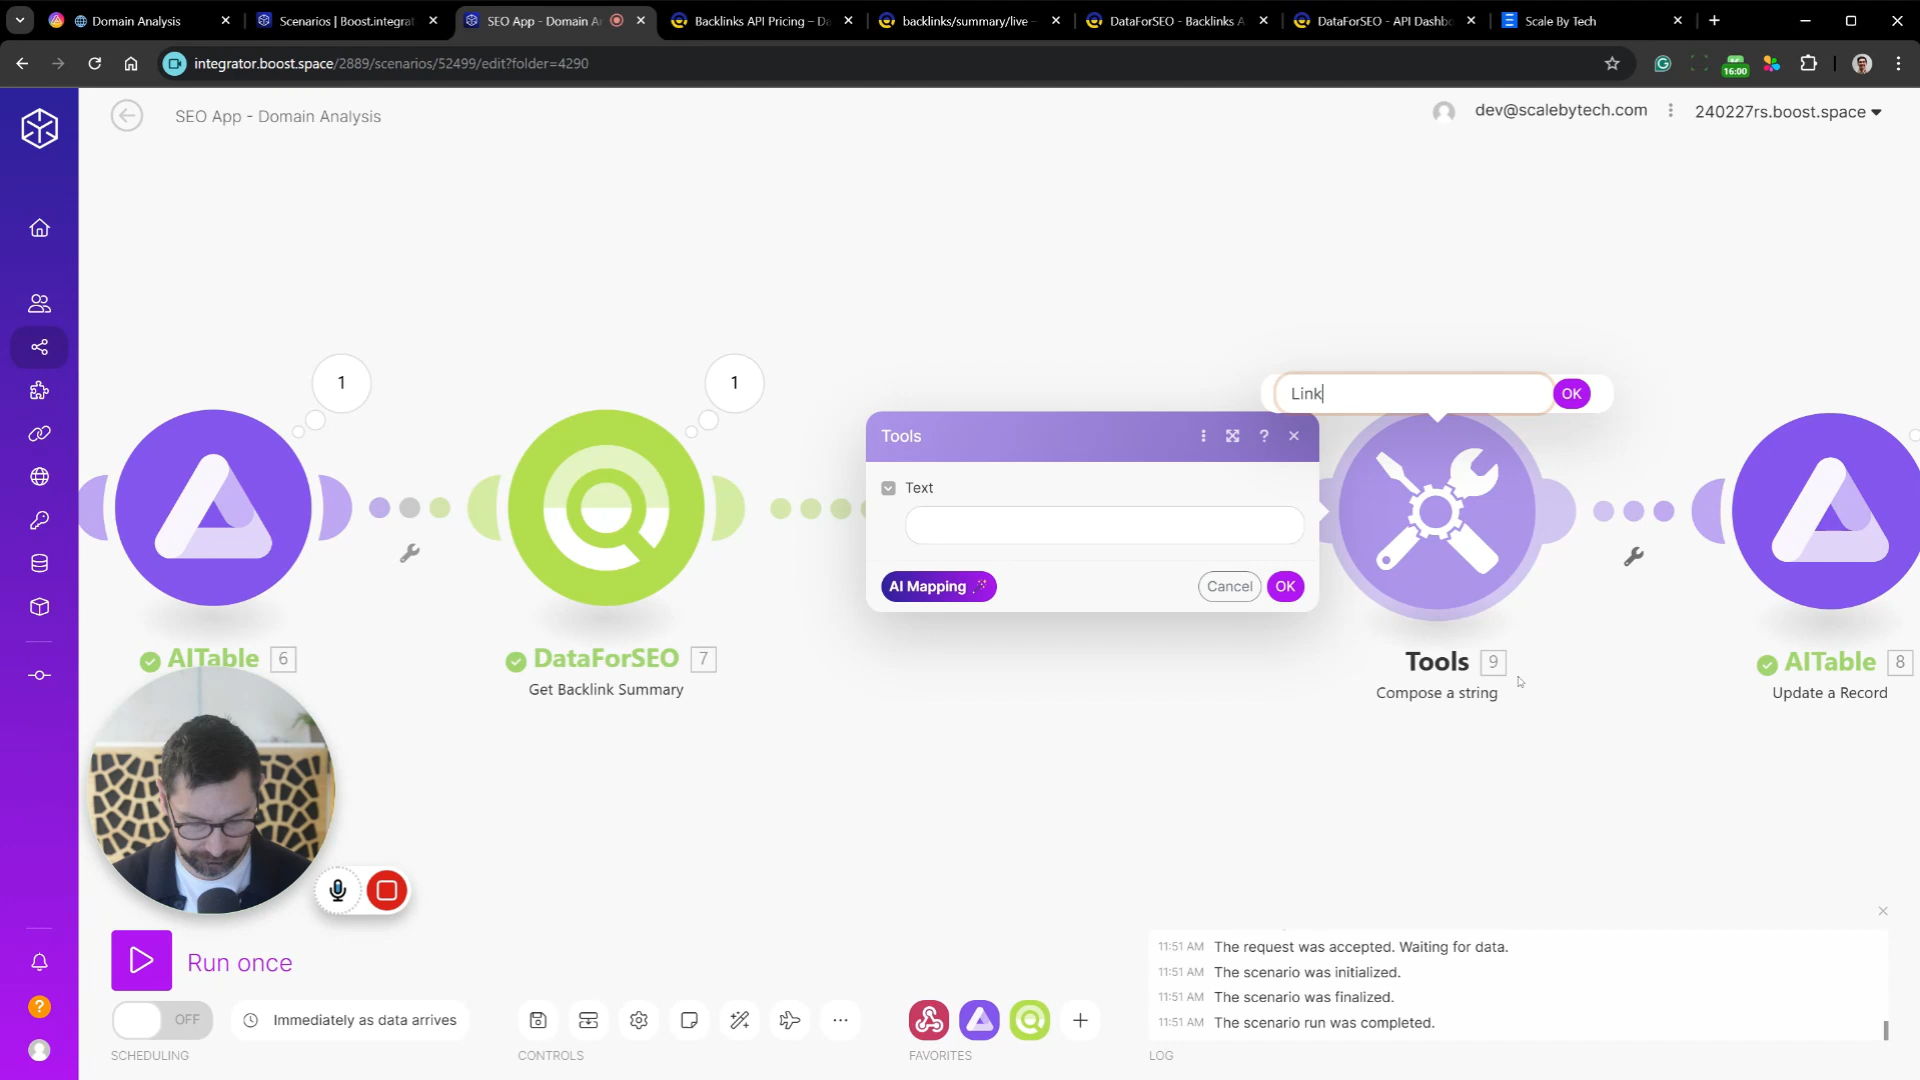 Domain Analysis
Scenarios | Boost.integrat
SEO App - Domain A
Backlinks API Pricing – Da
backlinks/summary/live –
DataForSEO - Backlinks A
DataForSEO - API Dashbo
Scale By Tech
integrator.boost.space/2889/scenarios/52499/edit?folder=4290
16:00
SEO App - Domain Analysis
dev@scalebytech.com
240227rs.boost.space
1
1
Link
OK
Tools
?
Text
AI Mapping
Cancel
OK
AITable 6
DataForSEO 7
Get Backlink Summary
Tools 9
Compose a string
AITable 8
Update a Record
Run once
OFF
Immediately as data arrives
SCHEDULING
CONTROLS
FAVORITES
11:51 AM The request was accepted. Waiting for data.
11:51 AM The scenario was initialized.
11:51 AM The scenario was finalized.
11:51 AM The scenario run was completed.
LOG
?